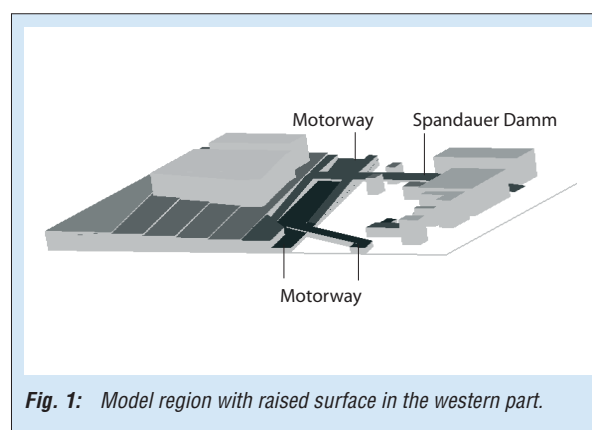 Motorway Spandauer Damm
Motorway
Fig. 1: Model region with raised surface in the western part.